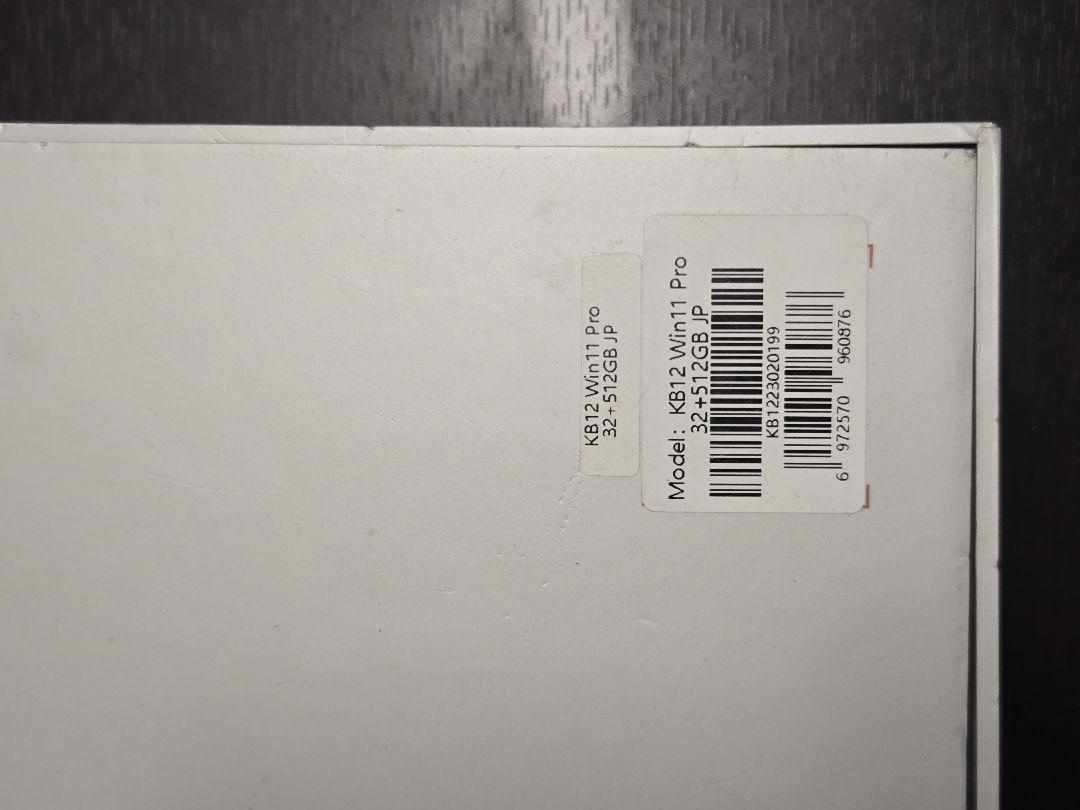 KB12 Win11 Pro
32+512GB JP
Model: KB12 Win11 Pro
32+512GB JP
KB1223020199
6 972570 960876